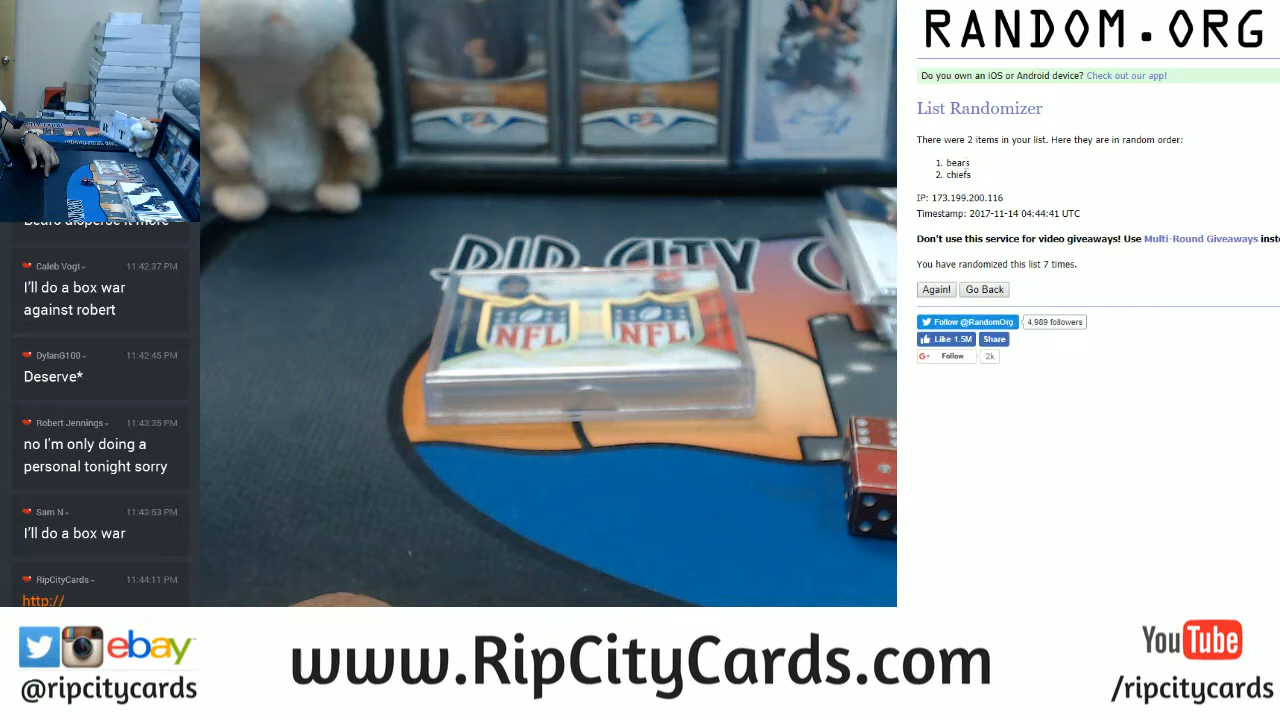 Caleb Vogt
11:42:37 PM
I'll do a box war
against robert
DylanG100
11:42:45 PM
Deserve*
Robert Jennings
11:43:35 PM
no I'm only doing a
personal tonight sorry
Sam N
11:43:53 PM
I'll do a box war
RipCityCards
11:44:11 PM
http://
PSA
PSA
RIP CITY C
NFL
NFL
RANDOM.ORG
Do you own an iOS or Android device? Check out our app!
List Randomizer
There were 2 items in your list. Here they are in random order:
1. bears
2. chiefs
IP: 173.199.200.116
Timestamp: 2017-11-14 04:44:41 UTC
Don't use this service for video giveaways! Use Multi-Round Giveaways inste
You have randomized this list 7 times.
Again!
Go Back
Follow @RandomOrg
4,989 followers
Like 1.5M
Share
G+ Follow
2k
ebay
@ripcitycards
www.RipCityCards.com
YouTube
/ripcitycards